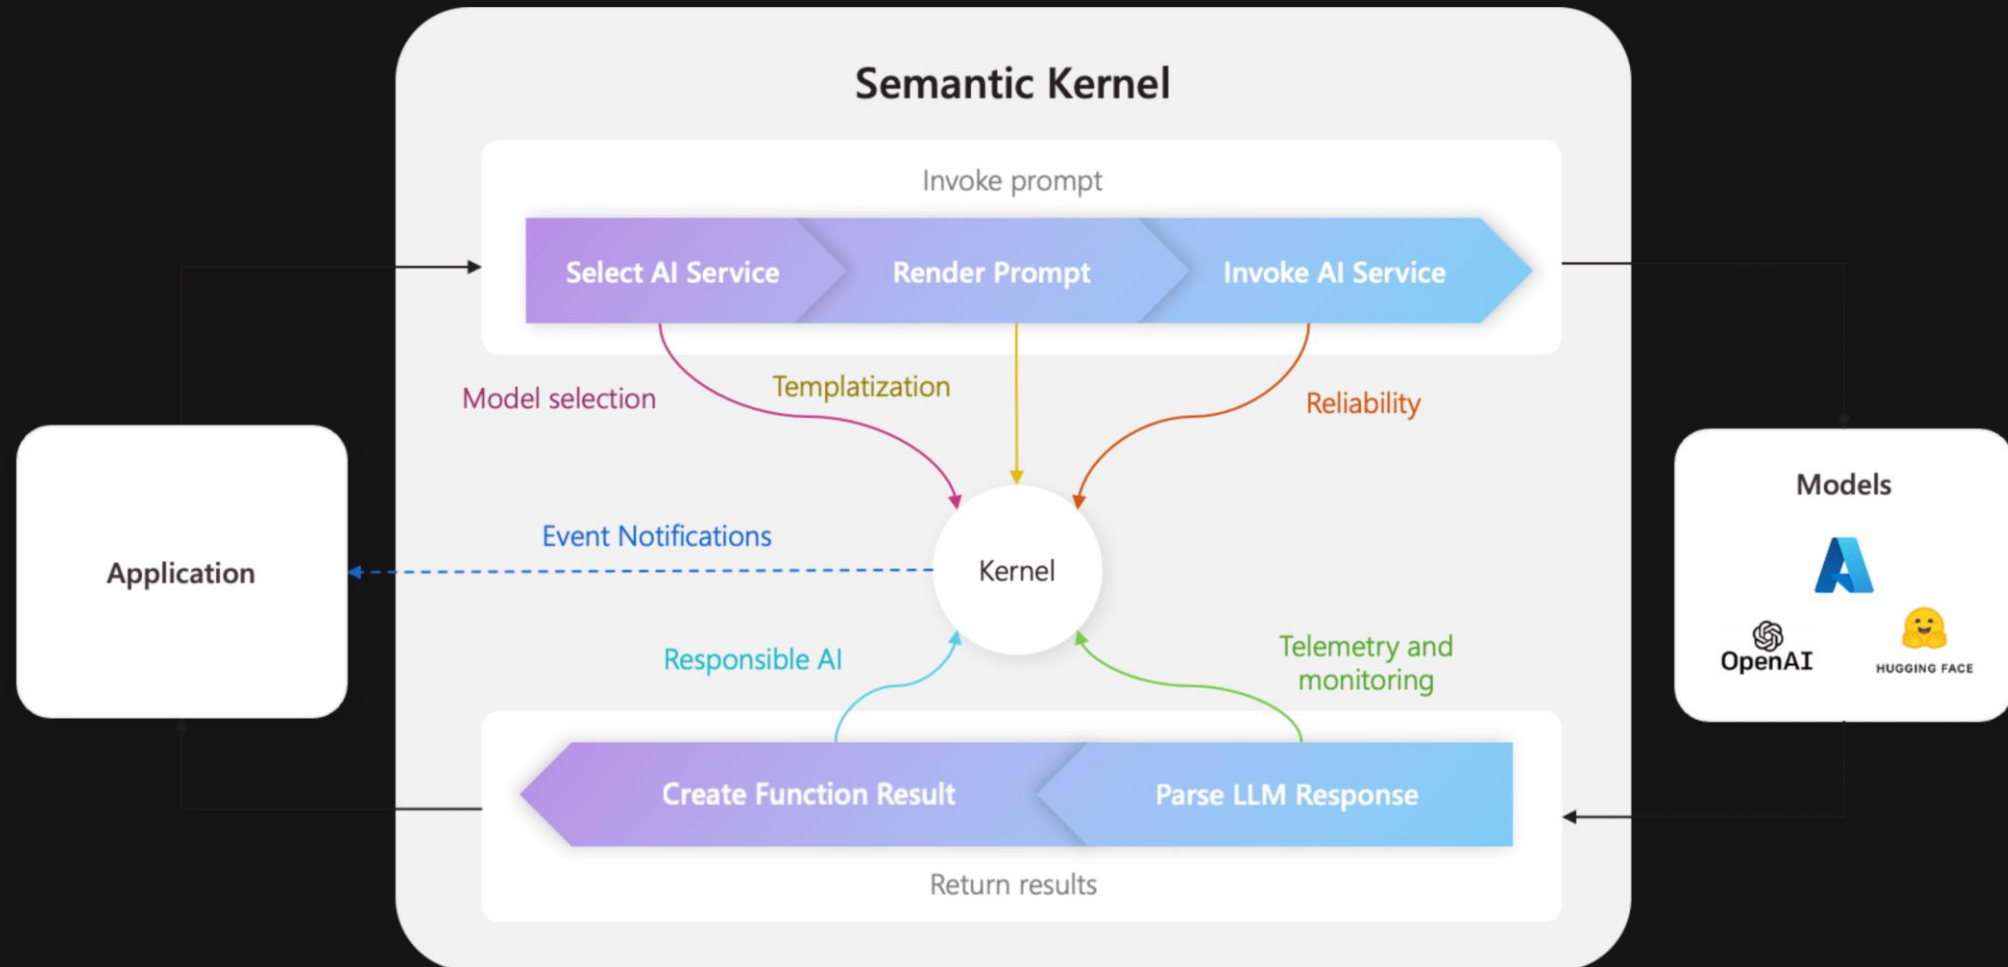 Semantic Kernel
Invoke prompt
Select AI Service
Render Prompt
Invoke AI Service
Model selection
Templatization
Reliability
Application
Event Notifications
Kernel
Models
OpenAI
HUGGING FACE
Responsible AI
Telemetry and
monitoring
Create Function Result
Parse LLM Response
Return results